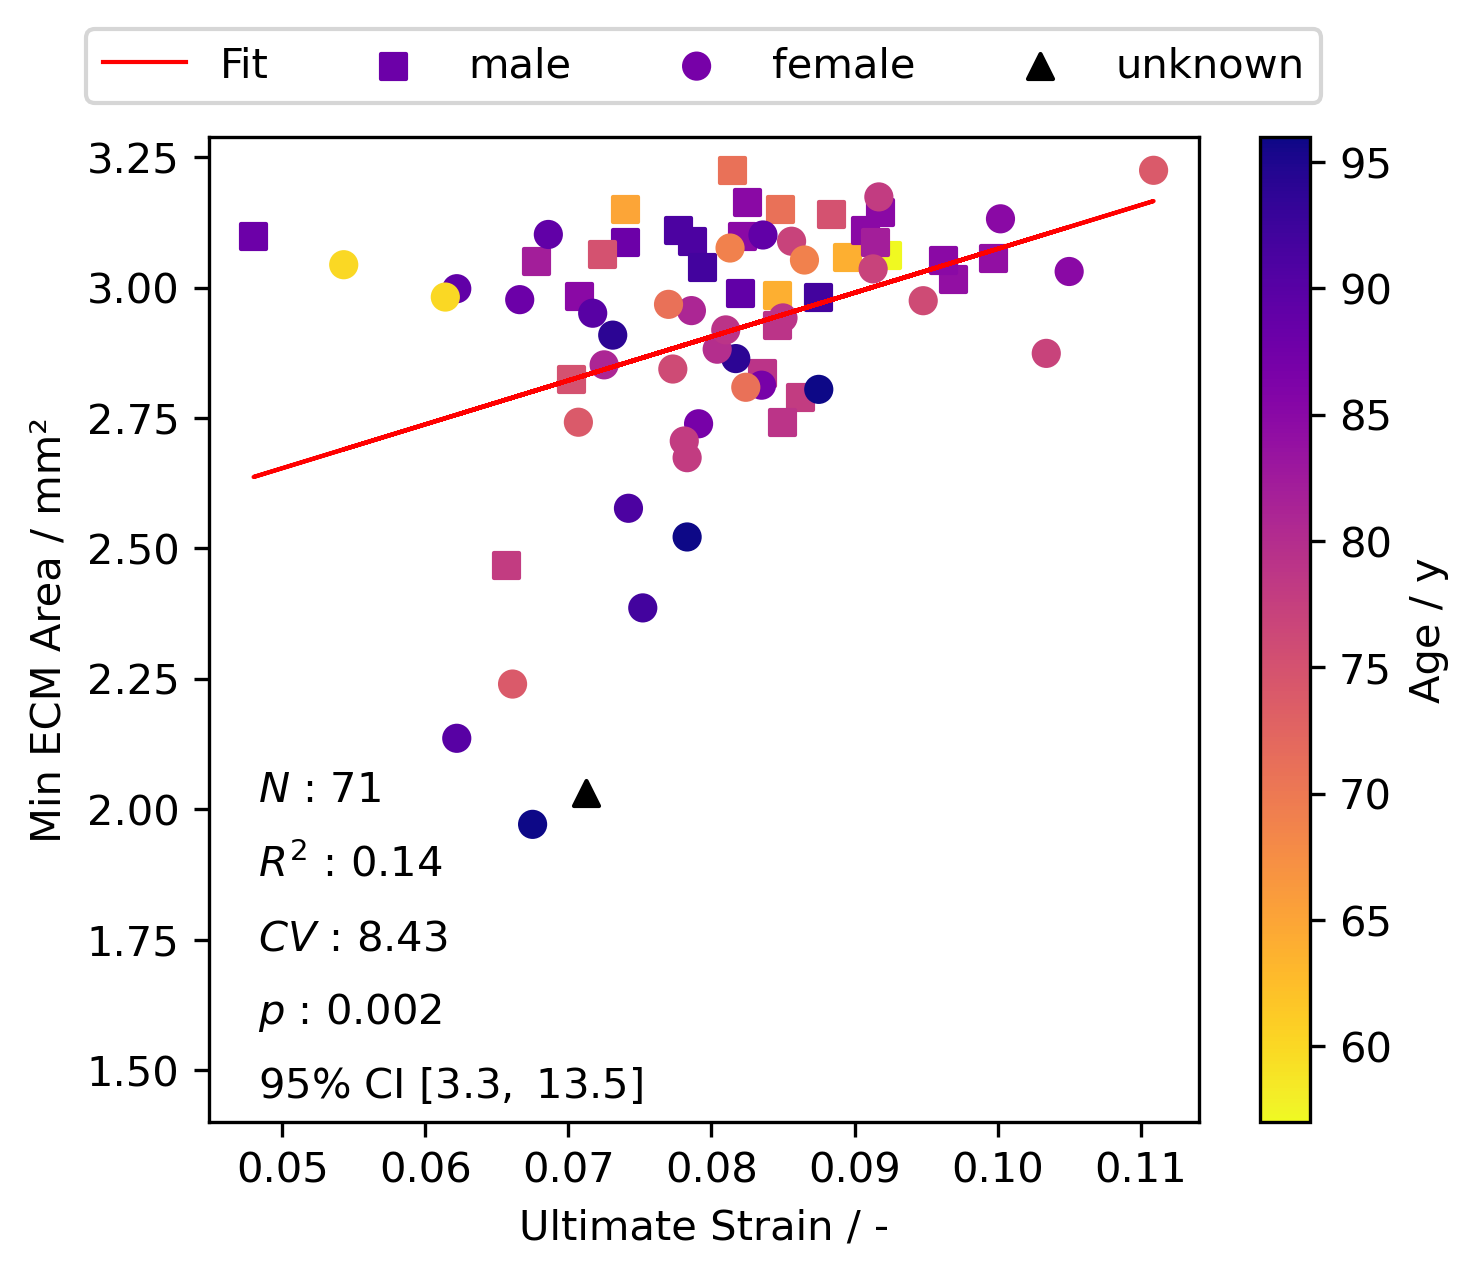 Fit male female unknown
3.25
3.00
2.75
2.50
2.25
2.00
1.75
1.50
Min ECM Area / mm²
N : 71
R² : 0.14
CV : 8.43
p : 0.002
95% CI [3.3, 13.5]
0.05 0.06 0.07 0.08 0.09 0.10 0.11
Ultimate Strain / -
95
90
85
80
75
70
65
60
Age / y